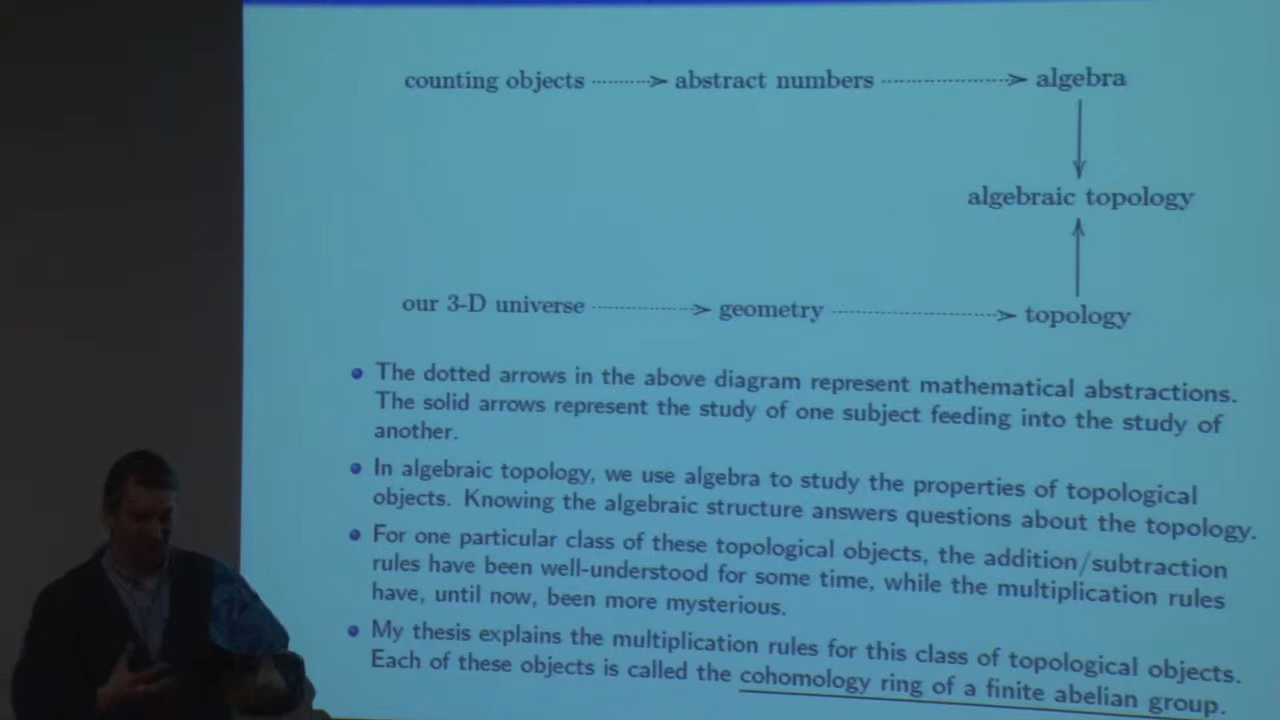 counting objects abstract numbers algebra
algebraic topology
our 3-D universe geometry topology
The dotted arrows in the above diagram represent mathematical abstractions.
The solid arrows represent the study of one subject feeding into the study of
another.
In algebraic topology, we use algebra to study the properties of topological
objects. Knowing the algebraic structure answers questions about the topology.
For one particular class of these topological objects, the addition/subtraction
rules have been well-understood for some time, while the multiplication rules
have, until now, been more mysterious.
My thesis explains the multiplication rules for this class of topological objects.
Each of these objects is called the cohomology ring of a finite abelian group.